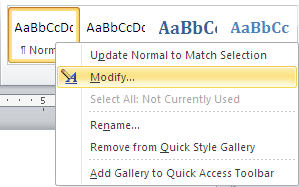 AaBbCcDc AaBbCcDc AaBbCc AaBbCc
¶ Norm
Update Normal to Match Selection
Modify...
5
Select All: Not Currently Used
Rename...
Remove from Quick Style Gallery
Add Gallery to Quick Access Toolbar